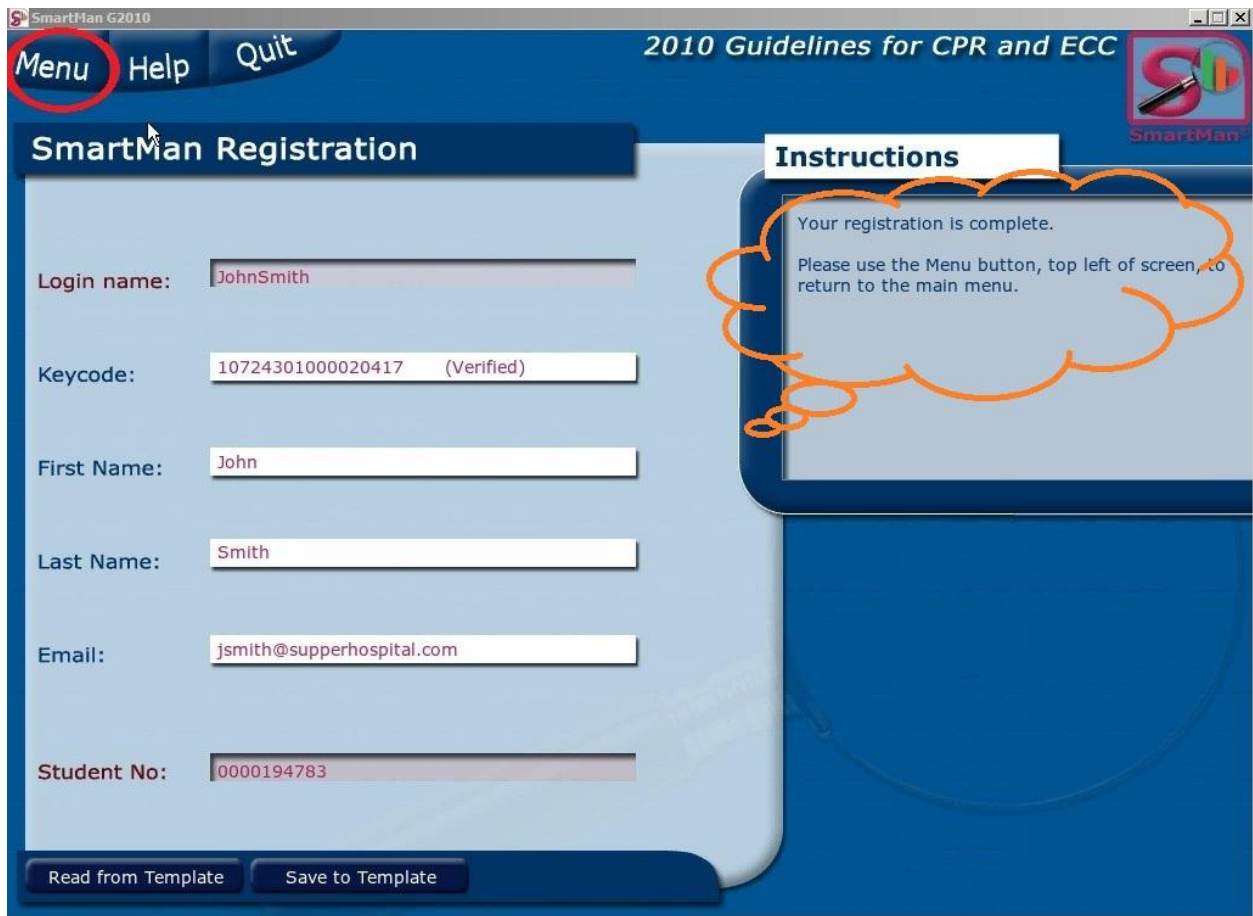 SmartMan G2010
Menu Help Quit
2010 Guidelines for CPR and ECC
SmartMan
SmartMan Registration
Instructions
Your registration is complete.
Please use the Menu button, top left of screen, to
return to the main menu.
Login name: JohnSmith
Keycode: 10724301000020417 (Verified)
First Name: John
Last Name: Smith
Email: jsmith@supperhospital.com
Student No: 0000194783
Read from Template Save to Template